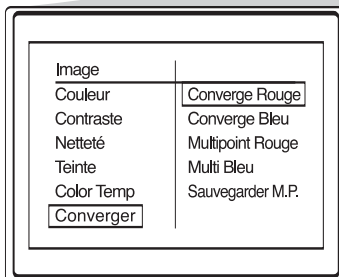 Image
Couleur
Contraste
Netteté
Teinte
Color Temp
Converger
Converge Rouge
Converge Bleu
Multipoint Rouge
Multi Bleu
Sauvegarder M.P.